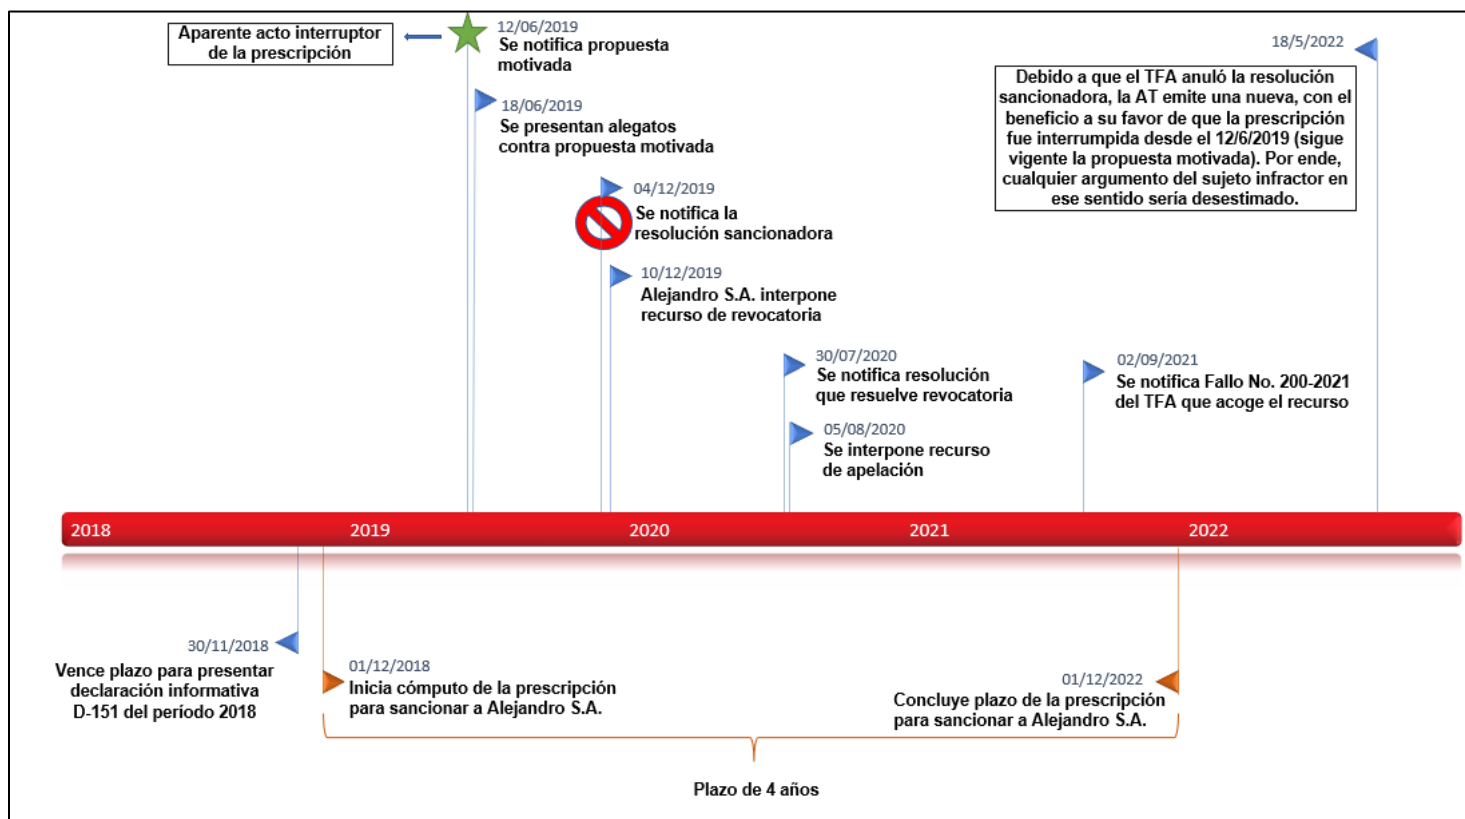 Aparente acto interruptor
de la prescripción
12/06/2019
Se notifica propuesta
motivada
18/06/2019
Se presentan alegatos
contra propuesta motivada
04/12/2019
Se notifica la
resolución sancionadora
10/12/2019
Alejandro S.A. interpone
recurso de revocatoria
30/07/2020
Se notifica resolución
que resuelve revocatoria
05/08/2020
Se interpone recurso
de apelación
02/09/2021
Se notifica Fallo No. 200-2021
del TFA que acoge el recurso
18/5/2022
Debido a que el TFA anuló la resolución
sancionadora, la AT emite una nueva, con el
beneficio a su favor de que la prescripción
fue interrumpida desde el 12/6/2019 (sigue
vigente la propuesta motivada). Por ende,
cualquier argumento del sujeto infractor en
ese sentido sería desestimado.
2018
2019
2020
2021
2022
30/11/2018
Vence plazo para presentar
declaración informativa
D-151 del período 2018
01/12/2018
Inicia cómputo de la prescripción
para sancionar a Alejandro S.A.
01/12/2022
Concluye plazo de la prescripción
para sancionar a Alejandro S.A.
Plazo de 4 años